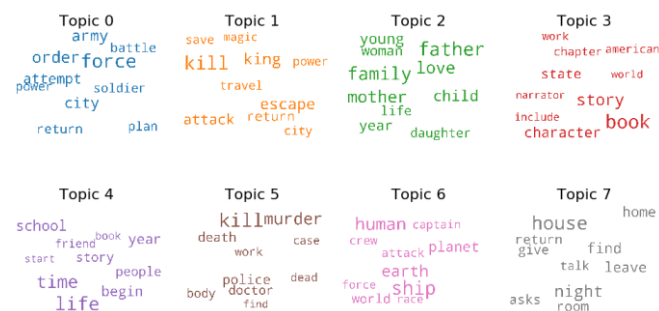 Topic 0
army
battle
order force
attempt
power soldier
city
return plan
Topic 1
save magic
kill king power
travel
escape
attack return
city
Topic 2
young
woman father
family love
mother child
life
year daughter
Topic 3
work
chapter american
state world
narrator story
include book
character
Topic 4
school
friend book year
start story
people
time begin
life
Topic 5
kill murder
death case
work
police dead
body doctor
find
Topic 6
human captain
crew attack planet
earth
force ship
world race
Topic 7
home
house
return
give find
talk leave
asks night
room